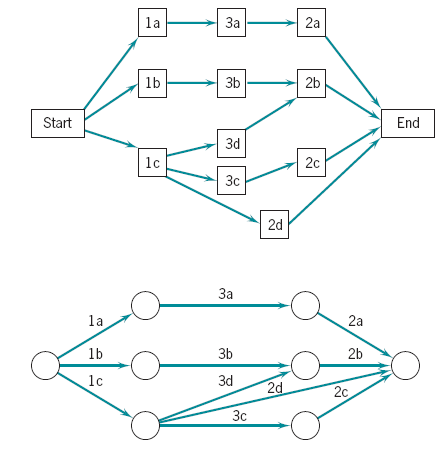 1a 3a 2a
1b 3b 2b
Start End
3d
1c 2c
3c
2d
3a
1a 2a
1b 3b 2b
1c 3d
2d 2c
3c